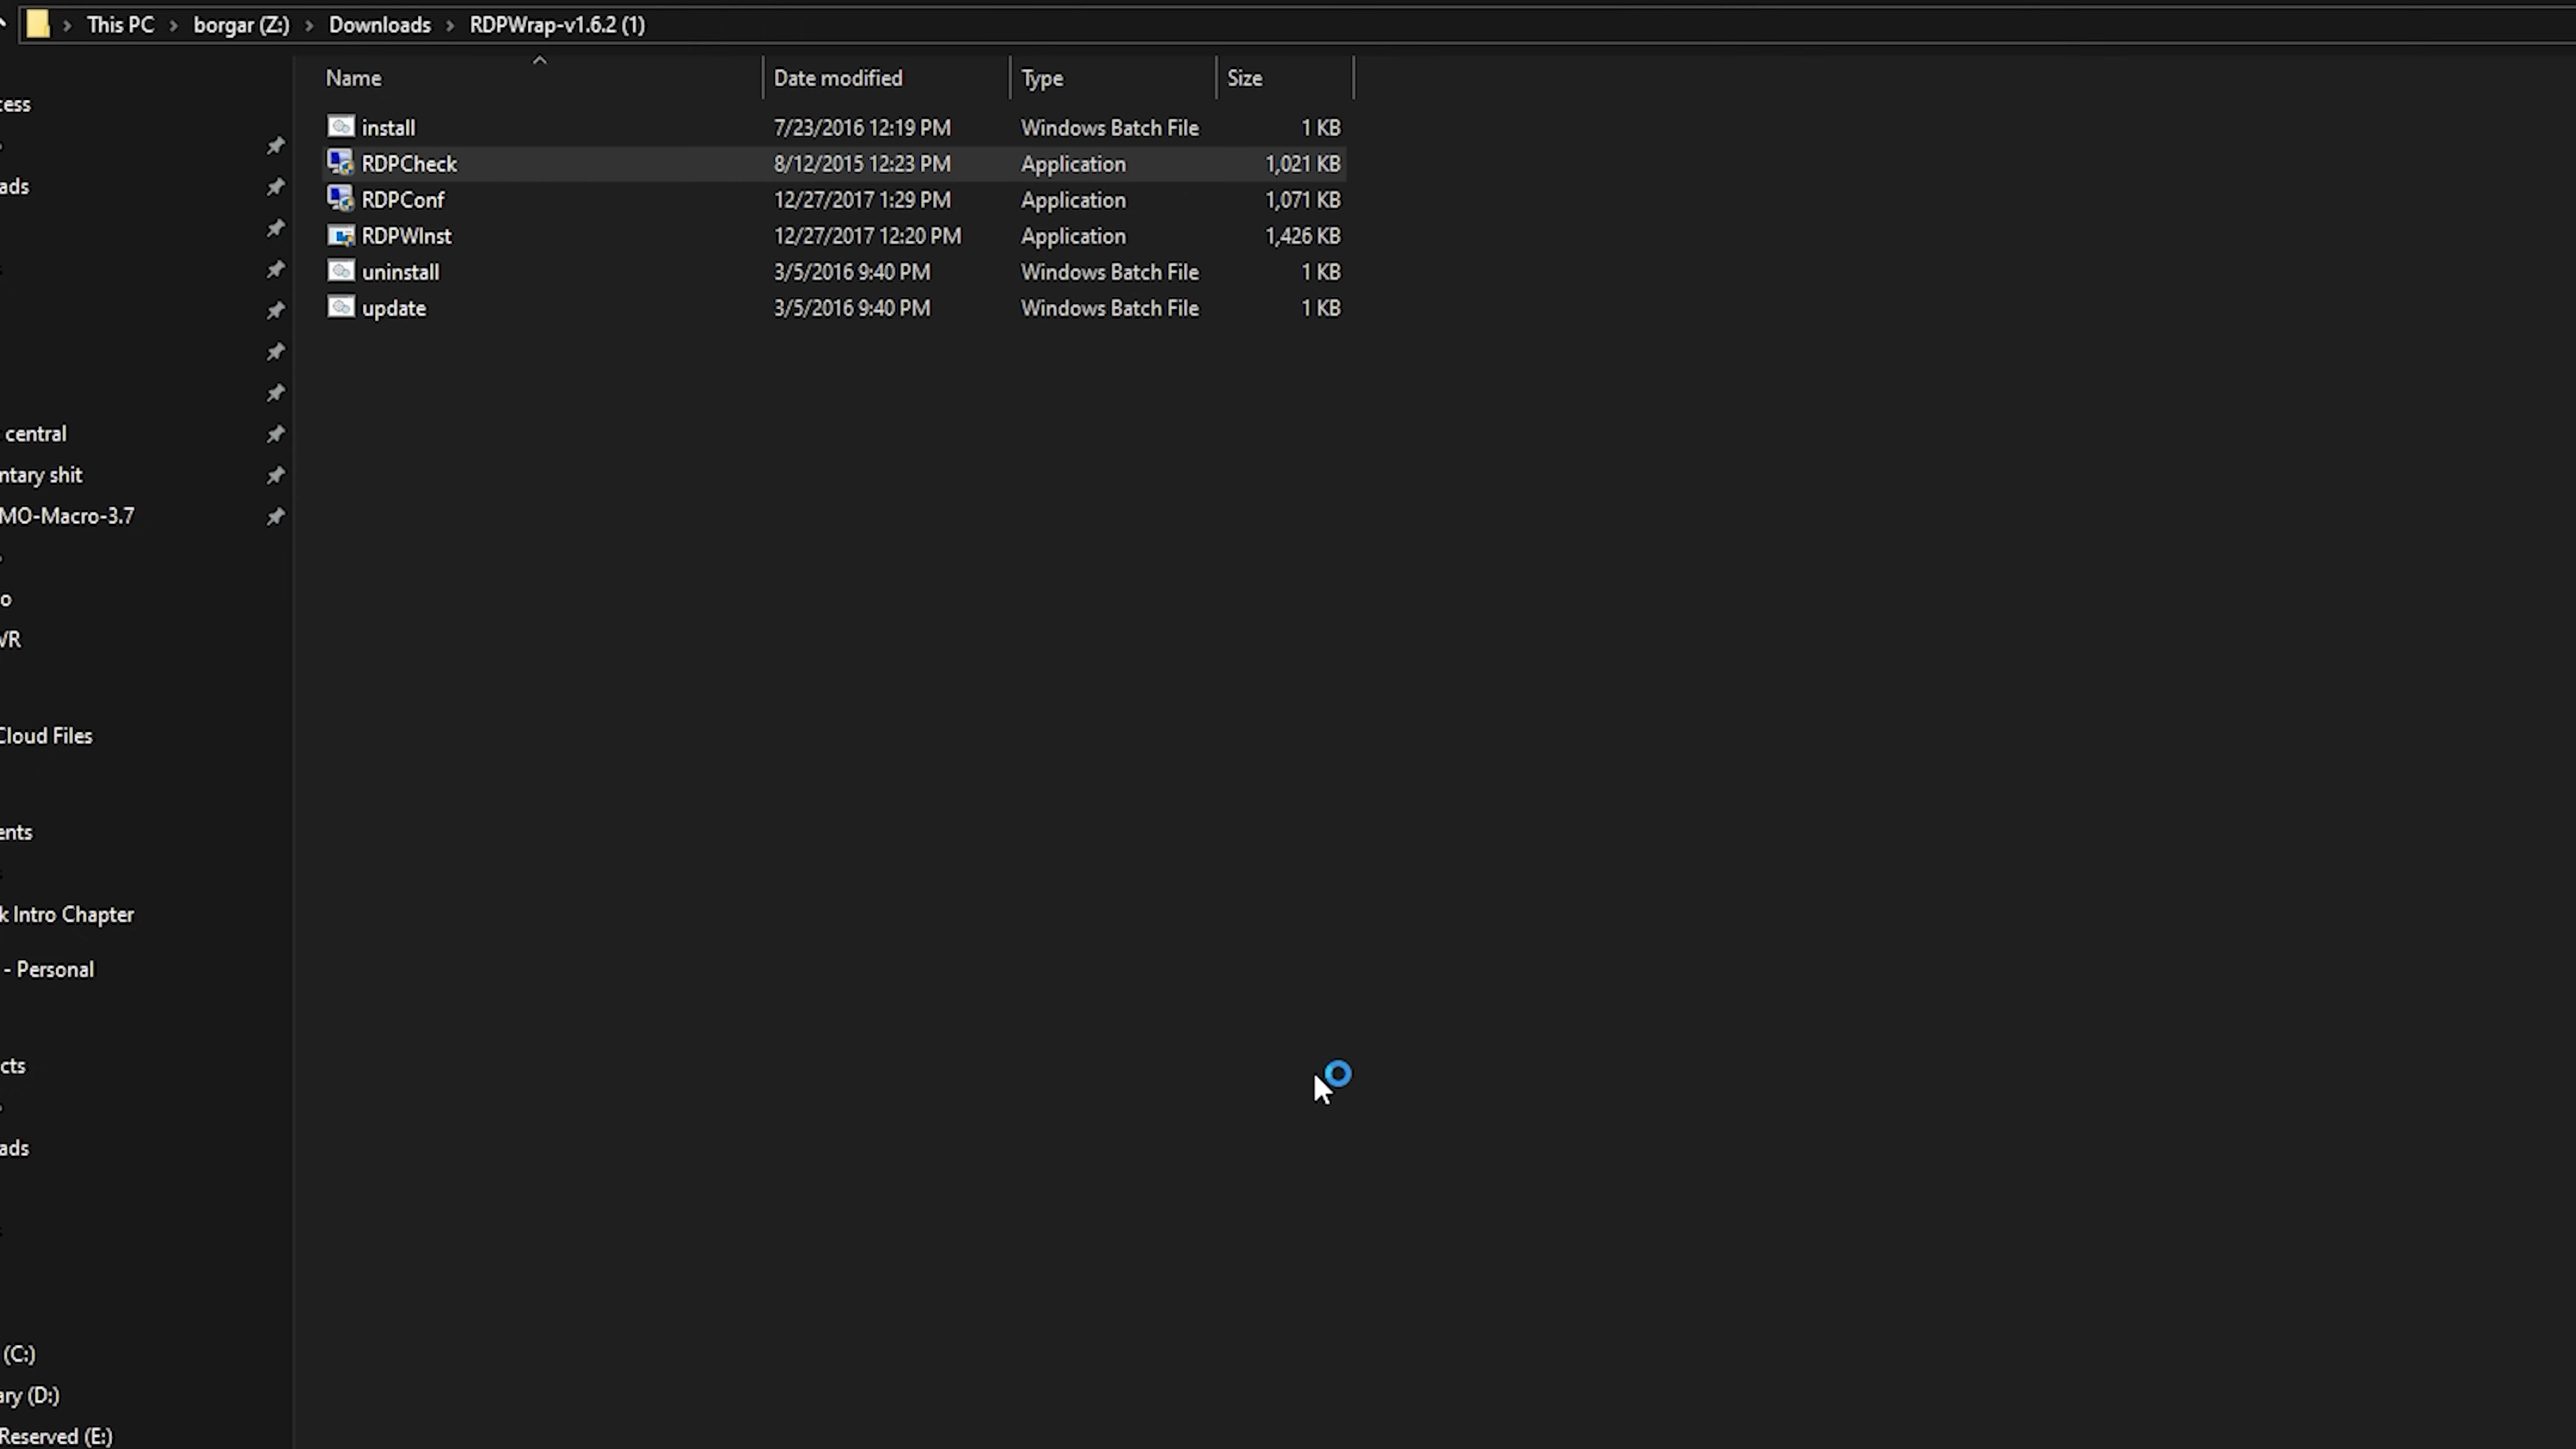 This PC > borgar (Z:) > Downloads > RDPWrap-v1.6.2 (1)
Name Date modified Type Size
install 7/23/2016 12:19 PM Windows Batch File 1 KB
RDPCheck 8/12/2015 12:23 PM Application 1,021 KB
RDPConf 12/27/2017 1:29 PM Application 1,071 KB
RDPWInst 12/27/2017 12:20 PM Application 1,426 KB
uninstall 3/5/2016 9:40 PM Windows Batch File 1 KB
update 3/5/2016 9:40 PM Windows Batch File 1 KB
cess
ads
central
ntary shit
MO-Macro-3.7
o
VR
Cloud Files
ents
k Intro Chapter
- Personal
cts
ads
(C:)
ary (D:)
Reserved (E:)